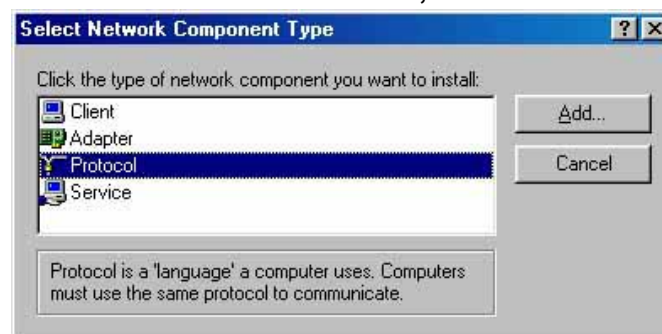 Select Network Component Type
Click the type of network component you want to install:
Client
Adapter
Protocol
Service
Add...
Cancel
Protocol is a 'language' a computer uses. Computers
must use the same protocol to communicate.